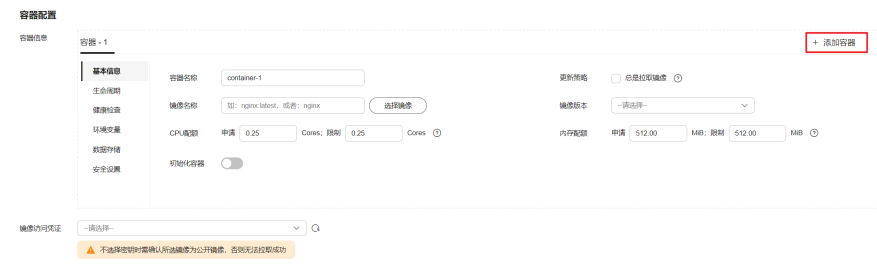 容器配置
容器信息
容器 - 1
+ 添加容器
基本信息
生命周期
健康检查
环境变量
数据存储
安全设置
容器名称 container-1
更新策略 总是拉取镜像
镜像名称 如：nginx:latest，或者：nginx 选择镜像
镜像版本 --请选择--
CPU配额 申请 0.25 Cores；限制 0.25 Cores
内存配额 申请 512.00 MiB；限制 512.00 MiB
初始化容器
镜像访问凭证 --请选择--
不选择密钥时需确认所选镜像为公开镜像，否则无法拉取成功